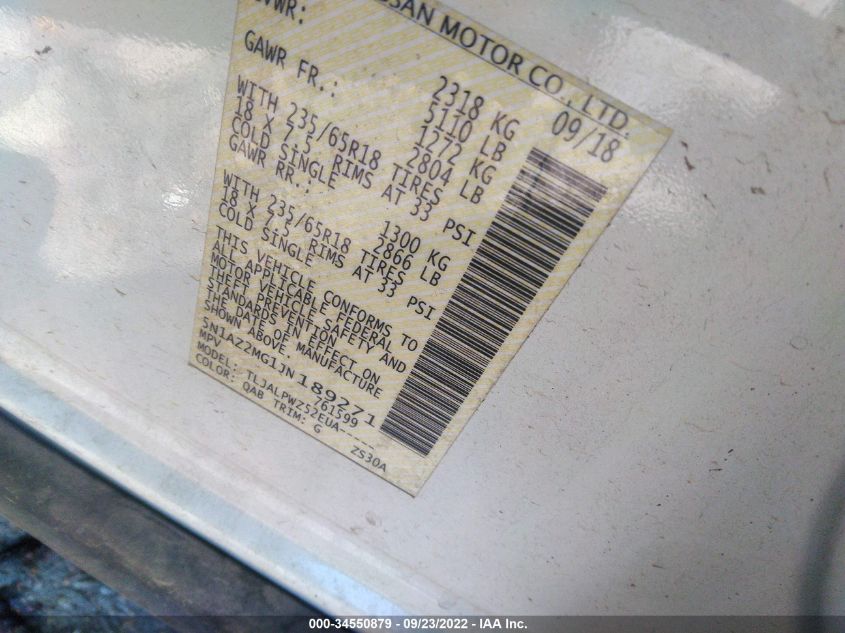 SSAN MOTOR CO., LTD.
VWR: 2318 KG 09/18
5110 LB
GAWR FR.: 1272 KG
2804 LB
WITH 235/65R18 TIRES
18 X 7.5 RIMS AT 33 PSI
COLD SINGLE
GAWR RR.: 1300 KG
2866 LB
WITH 235/65R18 TIRES
18 X 7.5 RIMS AT 33 PSI
COLD SINGLE
THIS VEHICLE CONFORMS TO
ALL APPLICABLE FEDERAL
MOTOR VEHICLE SAFETY AND
THEFT PREVENTION
STANDARDS IN EFFECT ON
THE DATE OF MANUFACTURE
SHOWN ABOVE.
5N1AZ2MG1JN 189271
MPV 761599
MODEL: TLJALPWZ52EUA-----
COLOR: QAB TRIM: G ZS30A
000-34550879 - 09/23/2022 - IAA Inc.